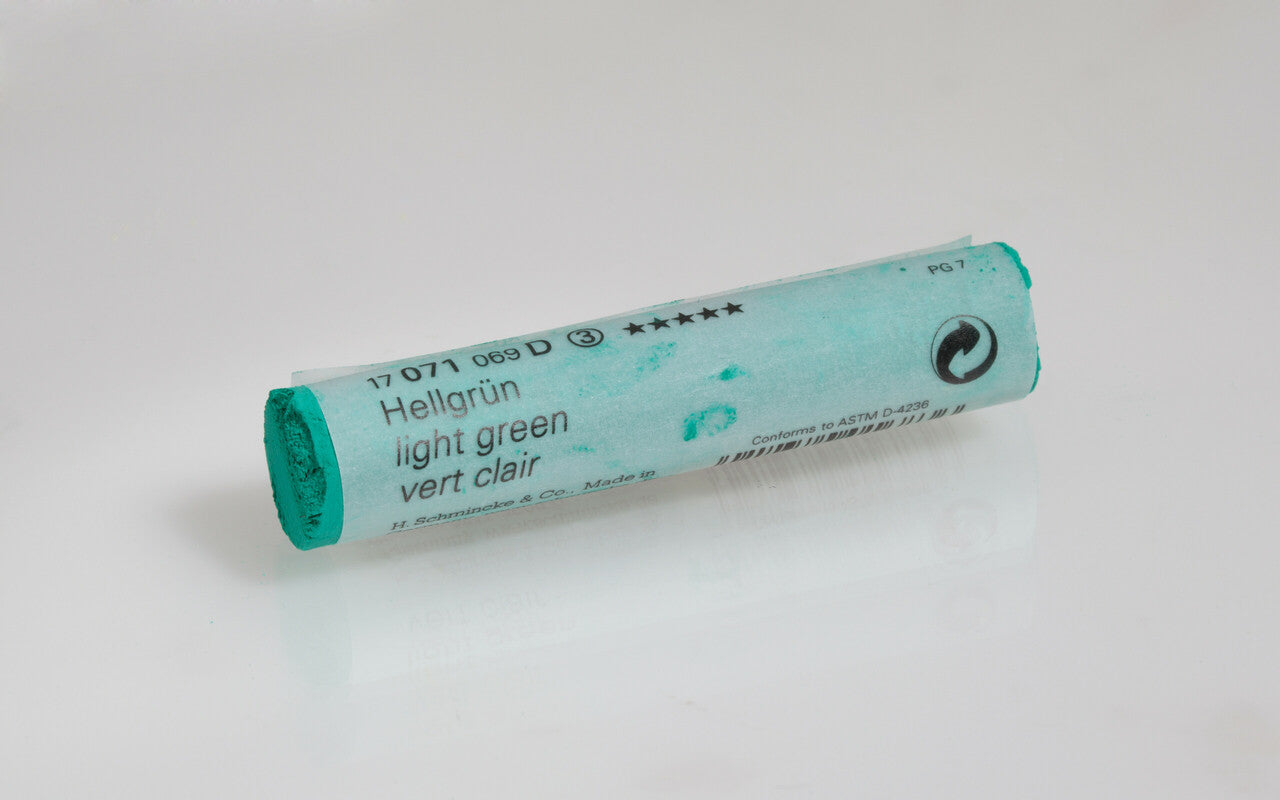 17 071 069 D ③ ★★★★★
PG 7
Hellgrün
light green
vert clair
H. Schmincke & Co., Made in
Conforms to ASTM D-4236